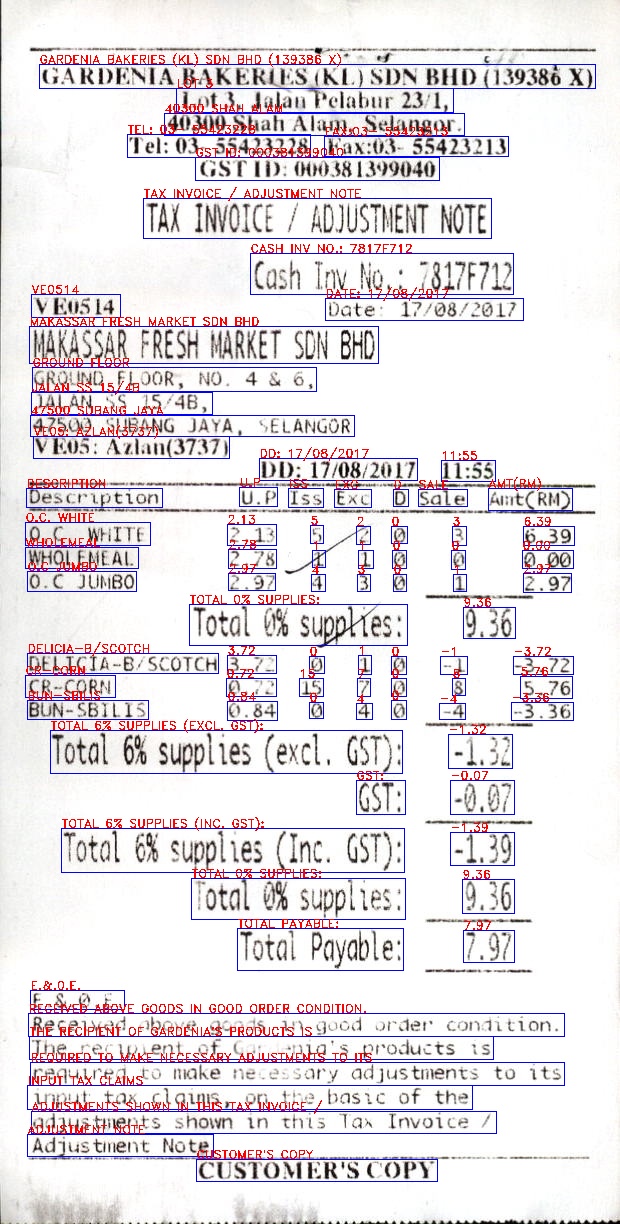 GARDENIA BAKERIES (KL) SDN BHD (139386 X)
Lot 3, Jalan Pelabur 23/1,
40300 Shah Alam, Selangor.
Tel: 03- 55423228 Fax:03- 55423213
GST ID: 000381399040
TAX INVOICE / ADJUSTMENT NOTE
Cash Inv No.: 7817F712
VE0514 Date: 17/08/2017
MAKASSAR FRESH MARKET SDN BHD
GROUND FLOOR, NO. 4 & 6,
JALAN SS 15/4B,
47500 SUBANG JAYA, SELANGOR
VE05: Azlan(3737)
DD: 17/08/2017 11:55
Description U.P Iss Exc D Sale Amt(RM)
O.C. WHITE 2.13 5 2 0 3 6.39
WHOLEMEAL 2.78 1 1 0 0 0.00
O.C JUMBO 2.97 4 3 0 1 2.97
Total 0% supplies: 9.36
DELICIA-B/SCOTCH 3.72 0 1 0 -1 -3.72
CR-CORN 0.72 15 7 0 8 5.76
BUN-SBILIS 0.84 0 4 0 -4 -3.36
Total 6% supplies (excl. GST): -1.32
GST: -0.07
Total 6% supplies (Inc. GST): -1.39
Total 0% supplies: 9.36
Total Payable: 7.97
E.& O.E.
Received above goods in good order condition.
The recipient of Gardenia's products is
required to make necessary adjustments to its
input tax claims, on the basic of the
adjustments shown in this Tax Invoice /
Adjustment Note
CUSTOMER'S COPY